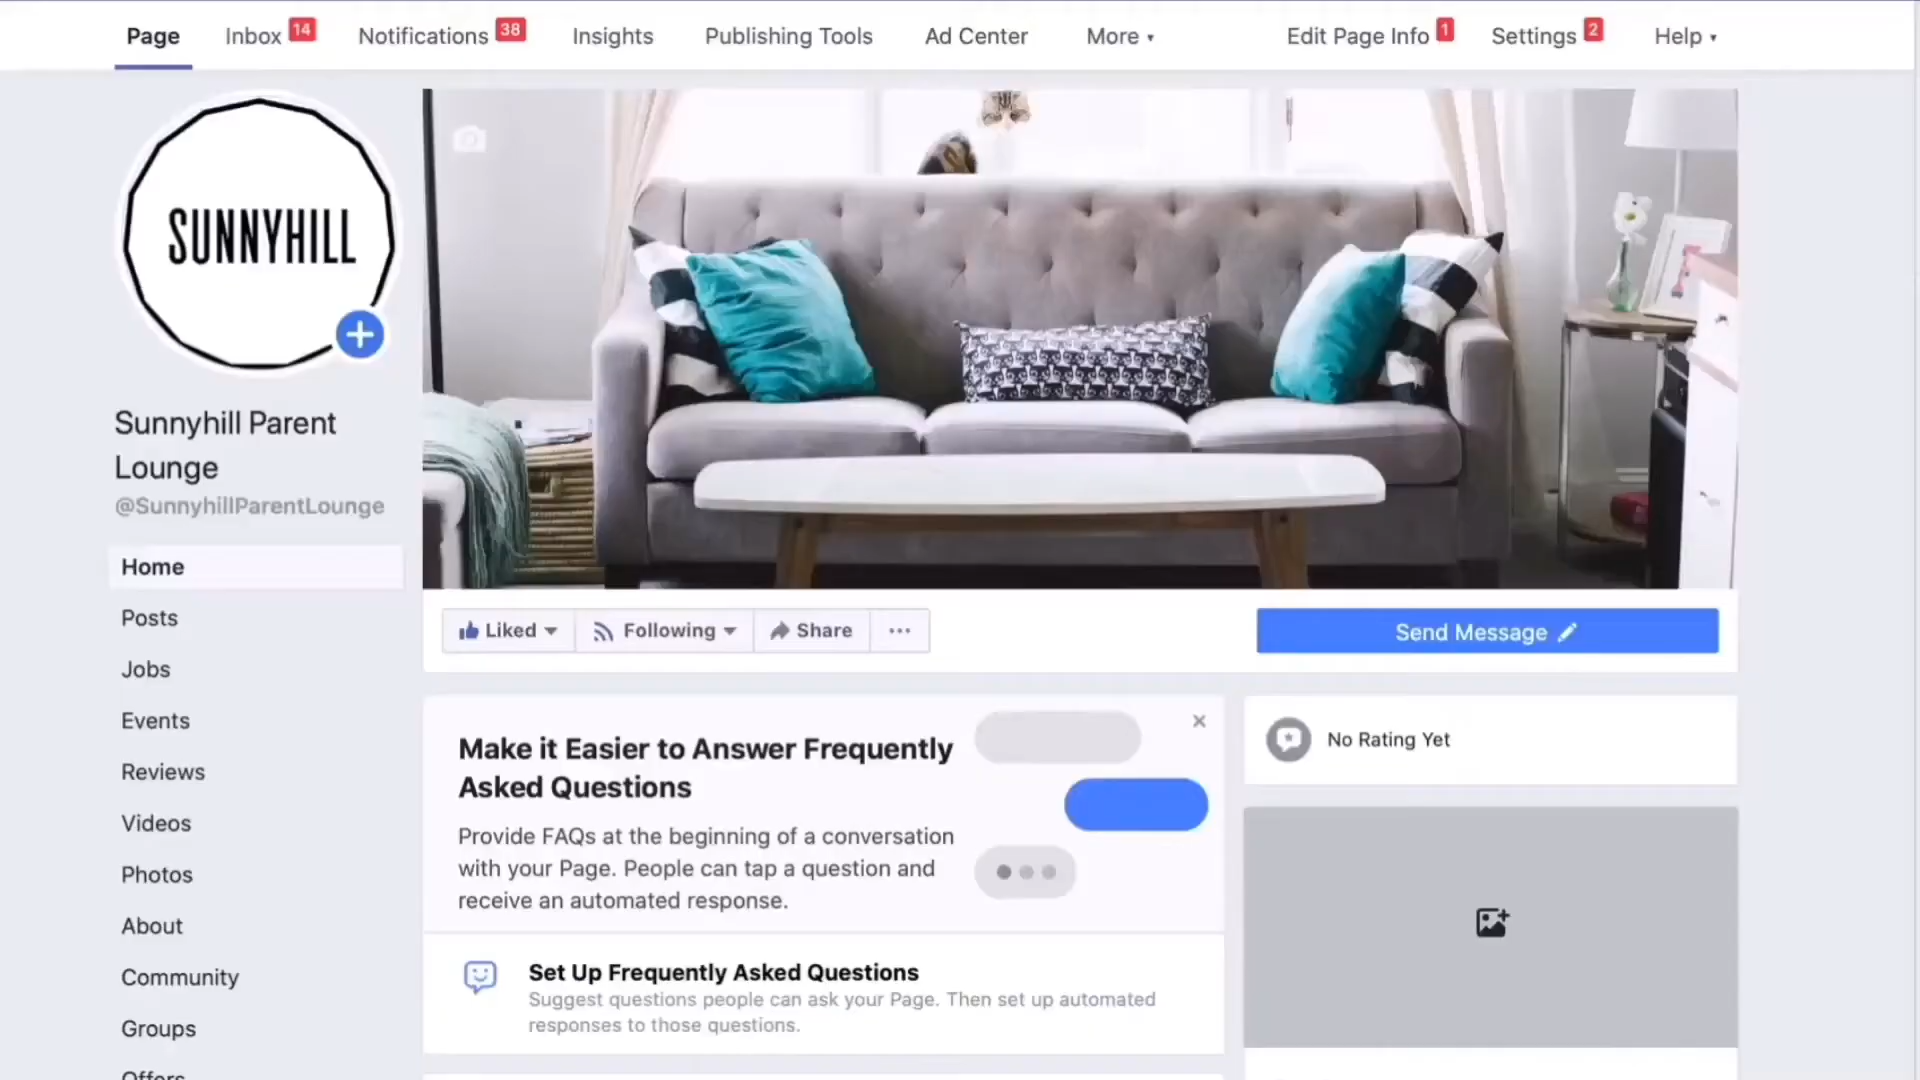 Page
Inbox 14
Notifications 38
Insights
Publishing Tools
Ad Center
More
Edit Page Info 1
Settings 2
Help
SUNNYHILL
Sunnyhill Parent
Lounge
@SunnyhillParentLounge
Home
Posts
Jobs
Events
Reviews
Videos
Photos
About
Community
Groups
Offers
Liked
Following
Share
Send Message
Make it Easier to Answer Frequently
Asked Questions
Provide FAQs at the beginning of a conversation
with your Page. People can tap a question and
receive an automated response.
Set Up Frequently Asked Questions
Suggest questions people can ask your Page. Then set up automated
responses to those questions.
No Rating Yet